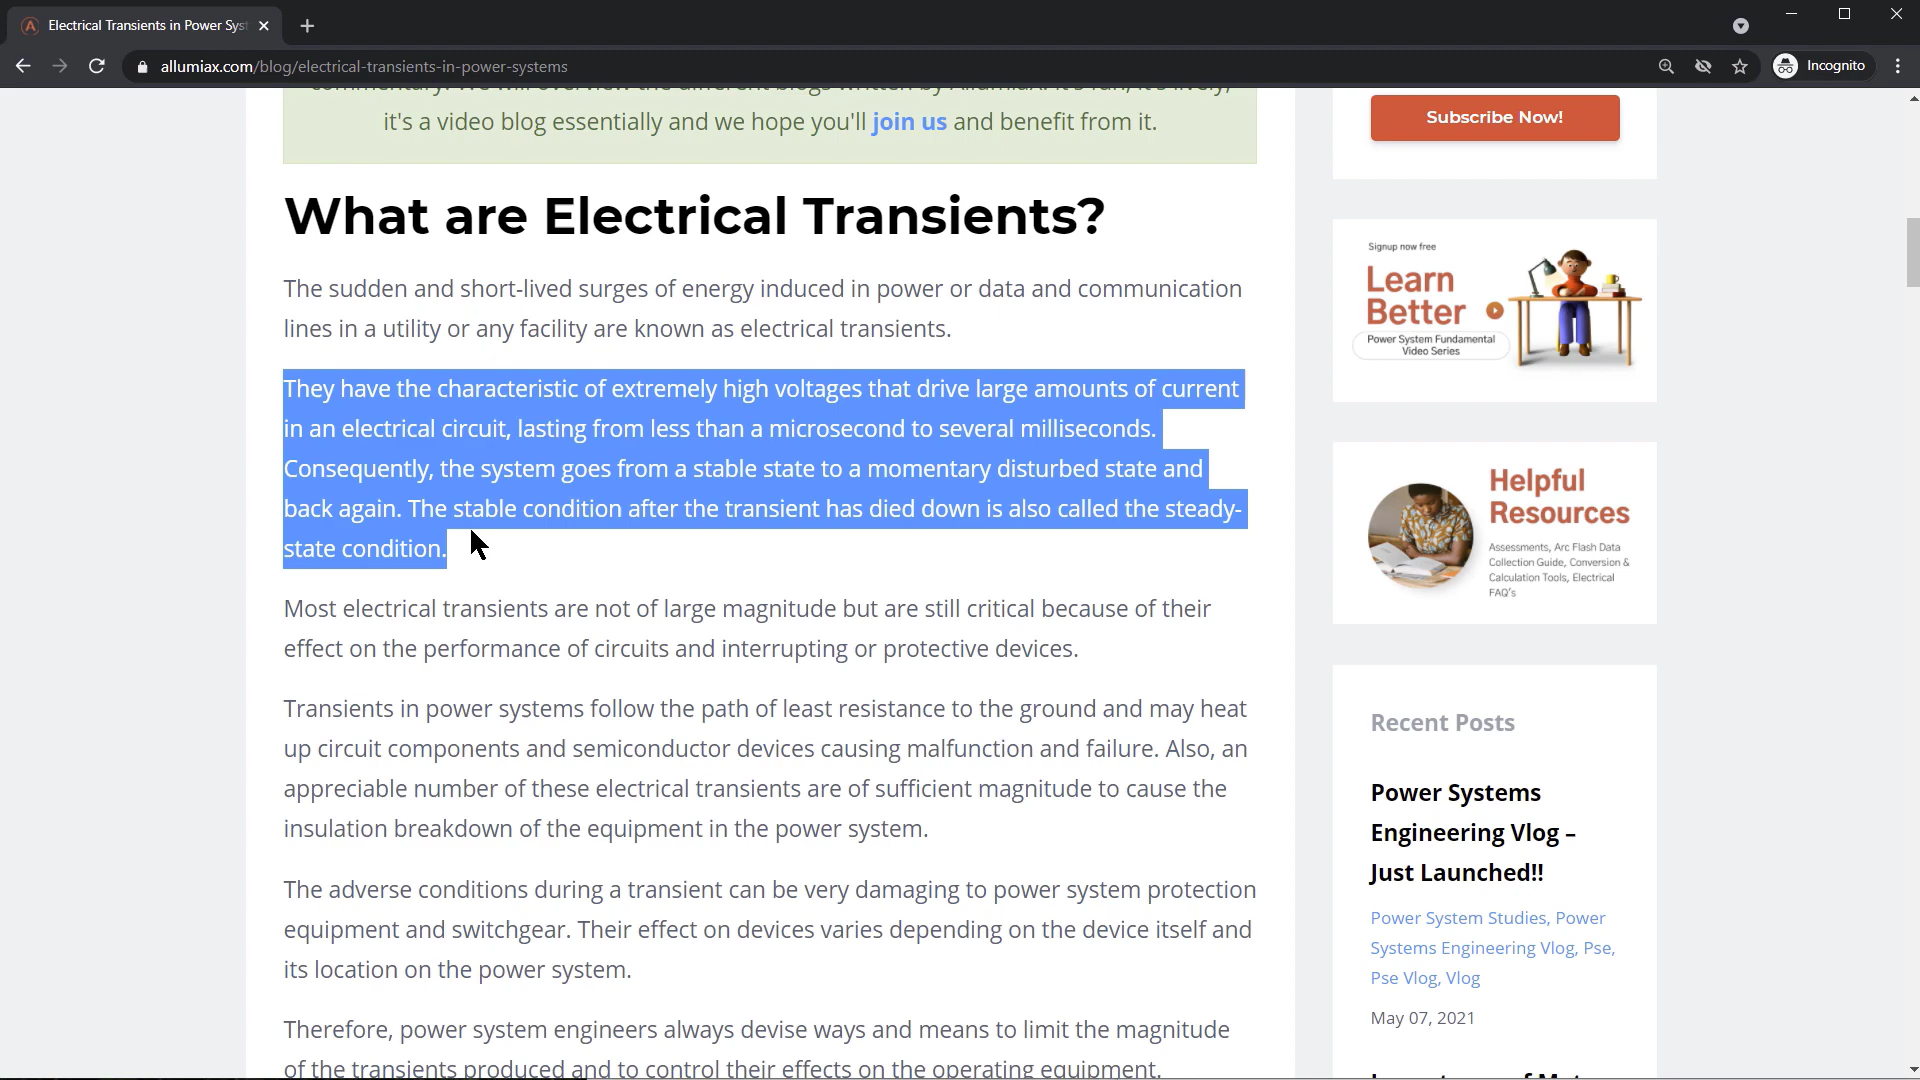 Electrical Transients in Power Sys
allumiax.com/blog/electrical-transients-in-power-systems
Incognito
it's a video blog essentially and we hope you'll join us and benefit from it.
What are Electrical Transients?
The sudden and short-lived surges of energy induced in power or data and communication
lines in a utility or any facility are known as electrical transients.
They have the characteristic of extremely high voltages that drive large amounts of current
in an electrical circuit, lasting from less than a microsecond to several milliseconds.
Consequently, the system goes from a stable state to a momentary disturbed state and
back again. The stable condition after the transient has died down is also called the steady-
state condition.
Most electrical transients are not of large magnitude but are still critical because of their
effect on the performance of circuits and interrupting or protective devices.
Transients in power systems follow the path of least resistance to the ground and may heat
up circuit components and semiconductor devices causing malfunction and failure. Also, an
appreciable number of these electrical transients are of sufficient magnitude to cause the
insulation breakdown of the equipment in the power system.
The adverse conditions during a transient can be very damaging to power system protection
equipment and switchgear. Their effect on devices varies depending on the device itself and
its location on the power system.
Therefore, power system engineers always devise ways and means to limit the magnitude
of the transients produced and to control their effects on the operating equipment.
Subscribe Now!
Signup now free
Learn
Better
Power System Fundamental
Video Series
Helpful
Resources
Assessments, Arc Flash Data
Collection Guide, Conversion &
Calculation Tools, Electrical
FAQ's
Recent Posts
Power Systems
Engineering Vlog –
Just Launched!!
Power System Studies, Power
Systems Engineering Vlog, Pse,
Pse Vlog, Vlog
May 07, 2021